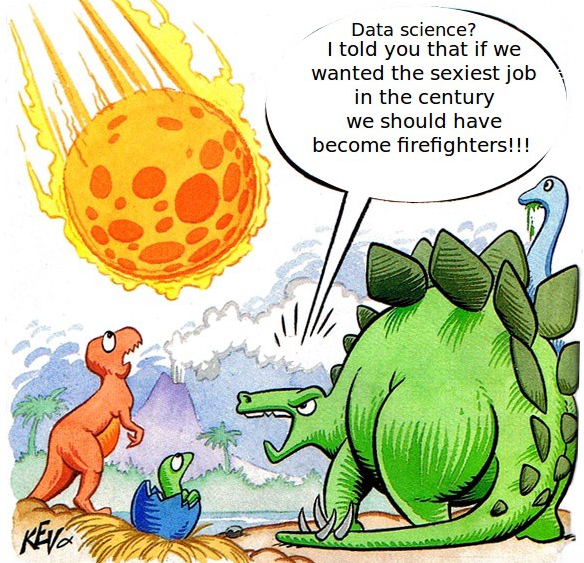 Data science?
I told you that if we
wanted the sexiest job
in the century
we should have
become firefighters!!!
KEV